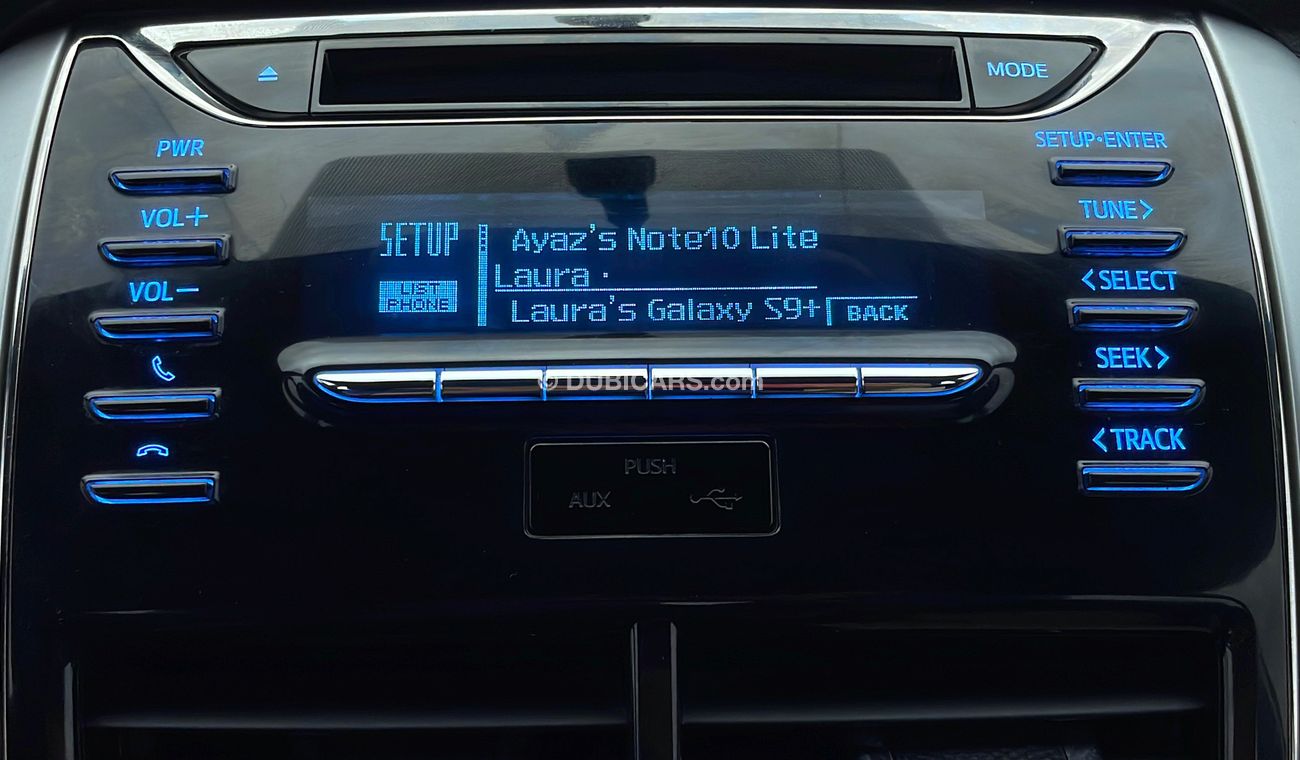 MODE
PWR
SETUP•ENTER
VOL+
TUNE>
VOL−
<SELECT
SEEK>
<TRACK
SETUP
LIST
PHONE
Ayaz's Note10 Lite
Laura
Laura's Galaxy S9+
BACK
© DUBICARS.com
PUSH
AUX